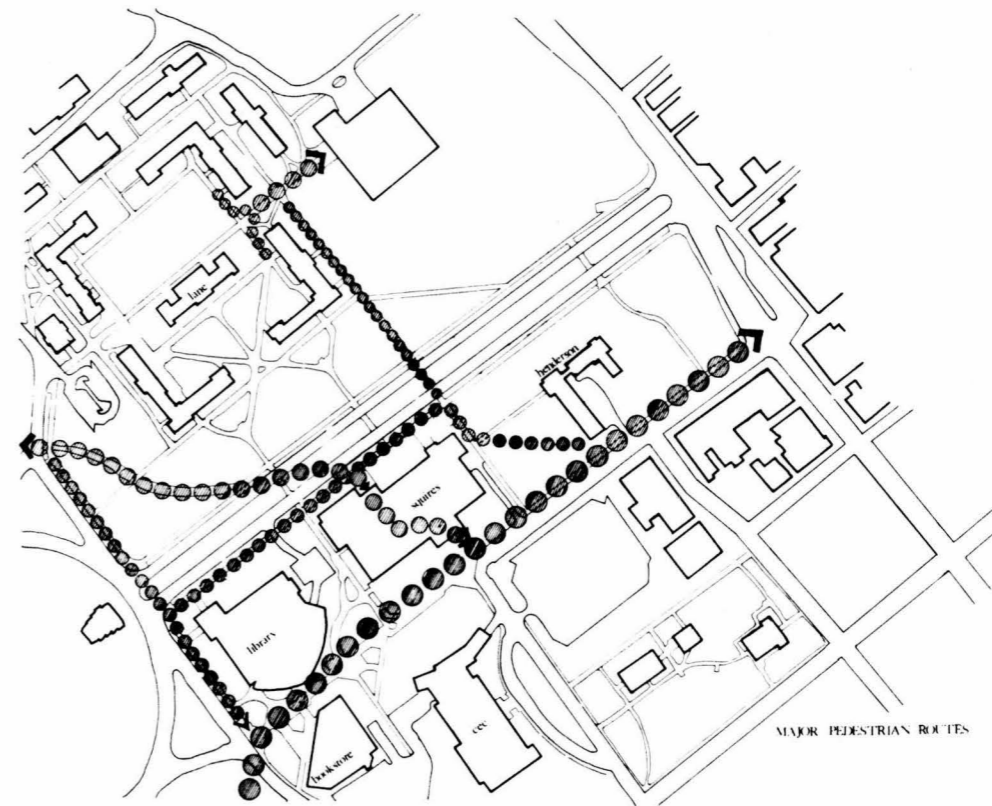 lane
henderson
squires
library
cec
bookstore
MAJOR PEDESTRIAN ROUTES